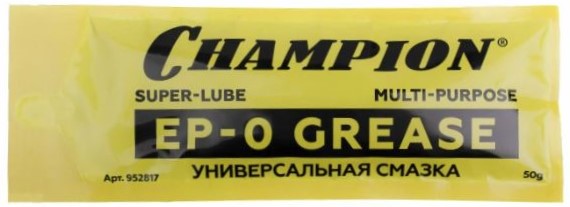 CHAMPION®
SUPER-LUBE MULTI-PURPOSE
EP-0 GREASE
УНИВЕРСАЛЬНАЯ СМАЗКА
Арт. 952817 50g